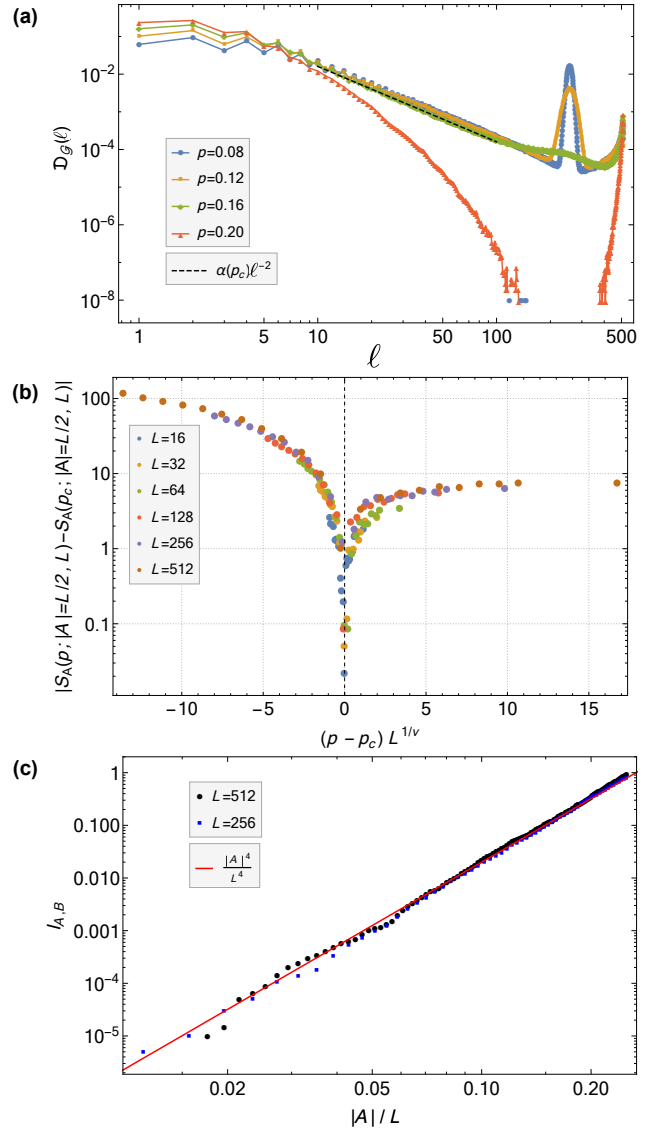 (a)
10⁻²
10⁻⁴
10⁻⁶
10⁻⁸
𝔇_𝒢(ℓ)
p=0.08
p=0.12
p=0.16
p=0.20
α(p_c)ℓ⁻²
1 5 10 50 100 500
ℓ
(b)
100
10
1
0.1
|S_A(p; |A|=L/2, L)−S_A(p_c; |A|=L/2, L)|
L=16
L=32
L=64
L=128
L=256
L=512
−10 −5 0 5 10 15
(p−p_c) L^{1/ν}
(c)
1
0.100
0.010
0.001
10⁻⁴
10⁻⁵
I_{A,B}
L=512
L=256
|A|⁴
L⁴
0.02 0.05 0.10 0.20
|A| / L